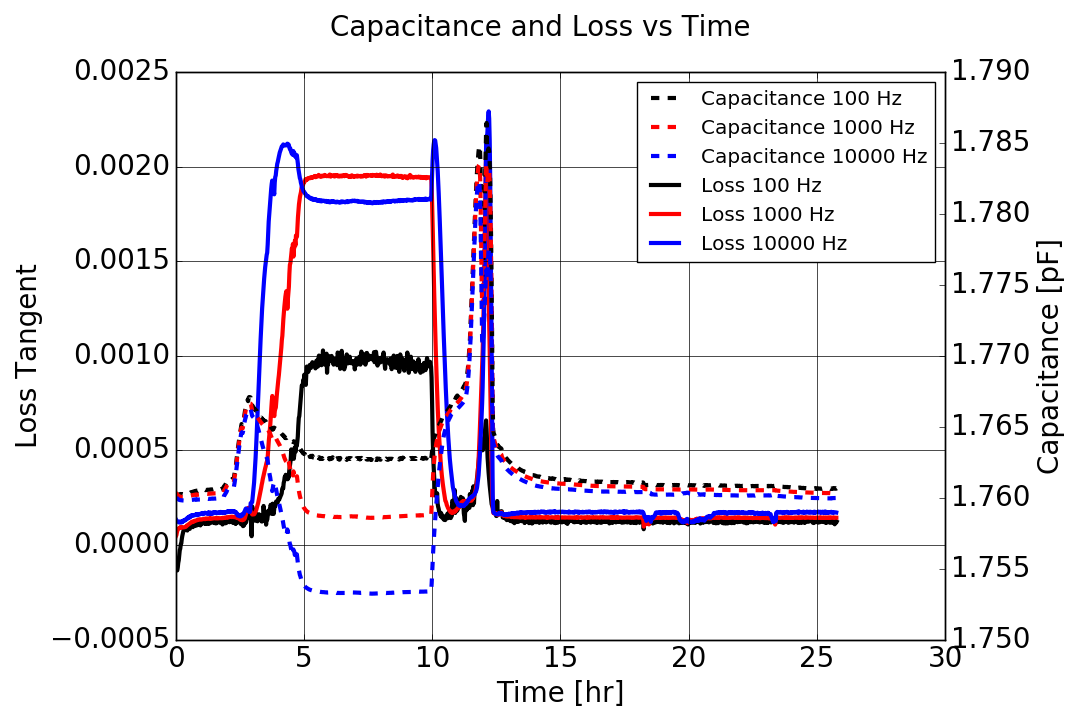 Capacitance and Loss vs Time
0.0025
0.0020
0.0015
0.0010
0.0005
0.0000
−0.0005
Loss Tangent
1.790
1.785
1.780
1.775
1.770
1.765
1.760
1.755
1.750
Capacitance [pF]
Capacitance 100 Hz
Capacitance 1000 Hz
Capacitance 10000 Hz
Loss 100 Hz
Loss 1000 Hz
Loss 10000 Hz
0 5 10 15 20 25 30
Time [hr]